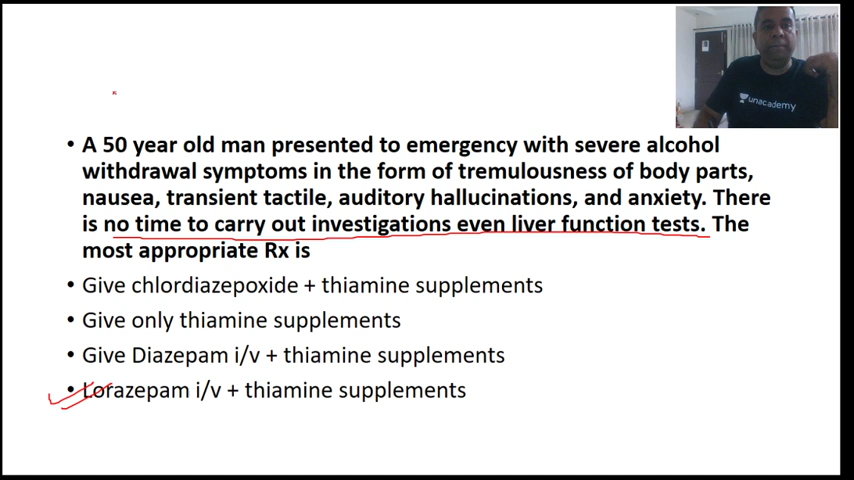 unacademy
• A 50 year old man presented to emergency with severe alcohol
withdrawal symptoms in the form of tremulousness of body parts,
nausea, transient tactile, auditory hallucinations, and anxiety. There
is no time to carry out investigations even liver function tests. The
most appropriate Rx is
• Give chlordiazepoxide + thiamine supplements
• Give only thiamine supplements
• Give Diazepam i/v + thiamine supplements
• Lorazepam i/v + thiamine supplements